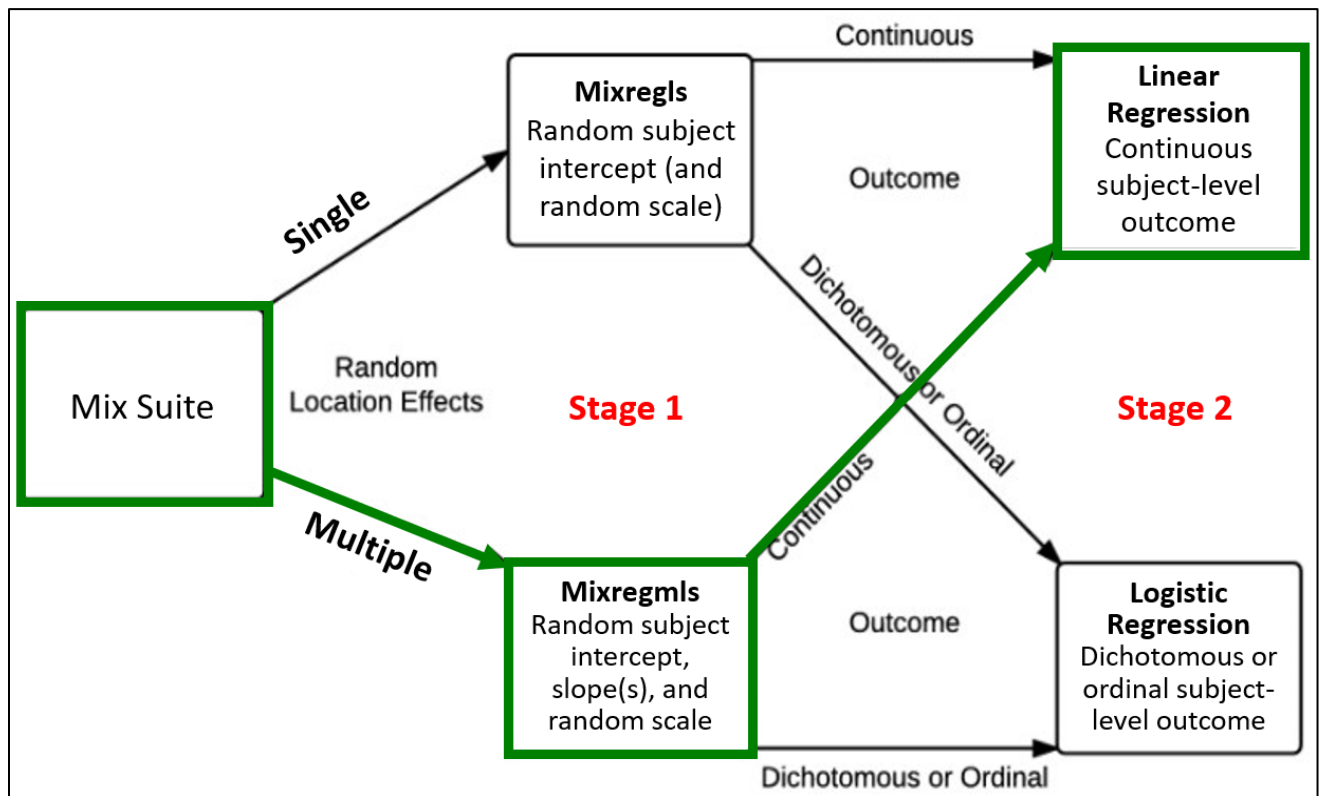 Continuous
Mixregls
Random subject
intercept (and
random scale)
Linear
Regression
Continuous
subject-level
outcome
Outcome
Single
Dichotomous or Ordinal
Mix Suite
Random
Location Effects
Stage 1
Stage 2
Multiple
Continuous
Mixregmls
Random subject
intercept,
slope(s), and
random scale
Outcome
Logistic
Regression
Dichotomous or
ordinal subject-
level outcome
Dichotomous or Ordinal